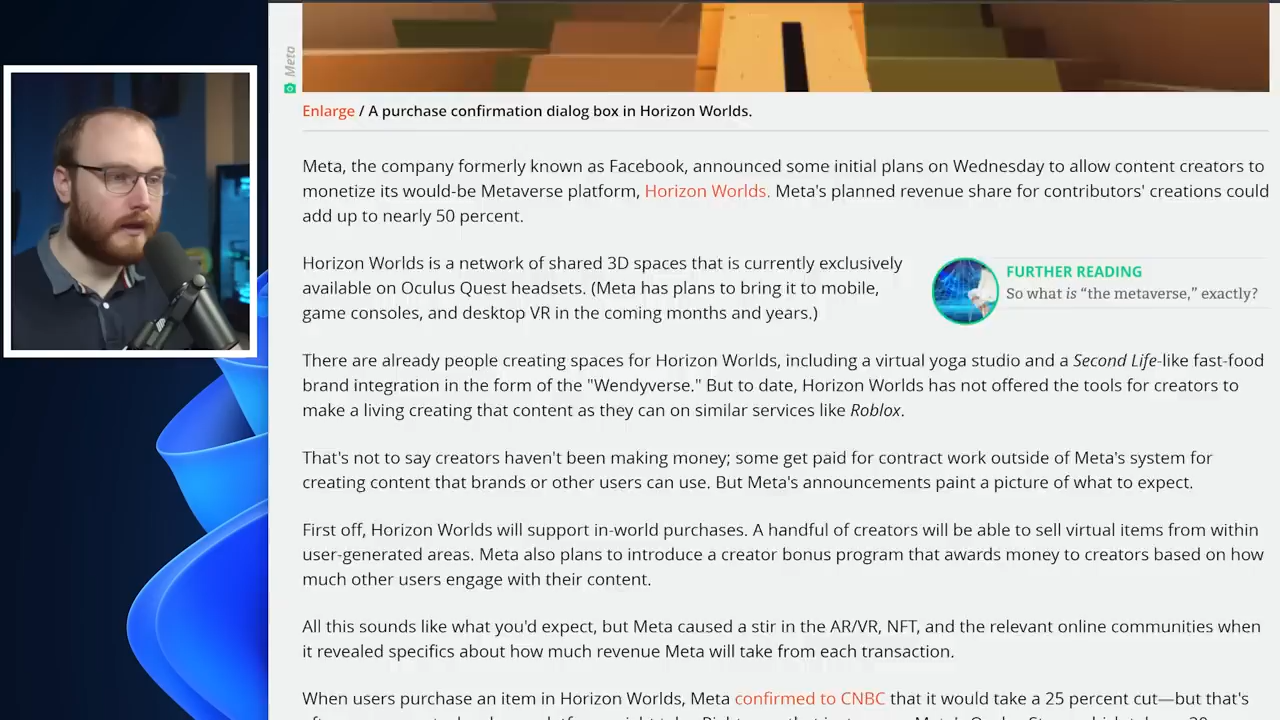 Meta
Enlarge / A purchase confirmation dialog box in Horizon Worlds.
Meta, the company formerly known as Facebook, announced some initial plans on Wednesday to allow content creators to
monetize its would-be Metaverse platform, Horizon Worlds. Meta's planned revenue share for contributors' creations could
add up to nearly 50 percent.
Horizon Worlds is a network of shared 3D spaces that is currently exclusively
available on Oculus Quest headsets. (Meta has plans to bring it to mobile,
game consoles, and desktop VR in the coming months and years.)
FURTHER READING
So what is “the metaverse,” exactly?
There are already people creating spaces for Horizon Worlds, including a virtual yoga studio and a Second Life-like fast-food
brand integration in the form of the "Wendyverse." But to date, Horizon Worlds has not offered the tools for creators to
make a living creating that content as they can on similar services like Roblox.
That's not to say creators haven't been making money; some get paid for contract work outside of Meta's system for
creating content that brands or other users can use. But Meta's announcements paint a picture of what to expect.
First off, Horizon Worlds will support in-world purchases. A handful of creators will be able to sell virtual items from within
user-generated areas. Meta also plans to introduce a creator bonus program that awards money to creators based on how
much other users engage with their content.
All this sounds like what you'd expect, but Meta caused a stir in the AR/VR, NFT, and the relevant online communities when
it revealed specifics about how much revenue Meta will take from each transaction.
When users purchase an item in Horizon Worlds, Meta confirmed to CNBC that it would take a 25 percent cut—but that's